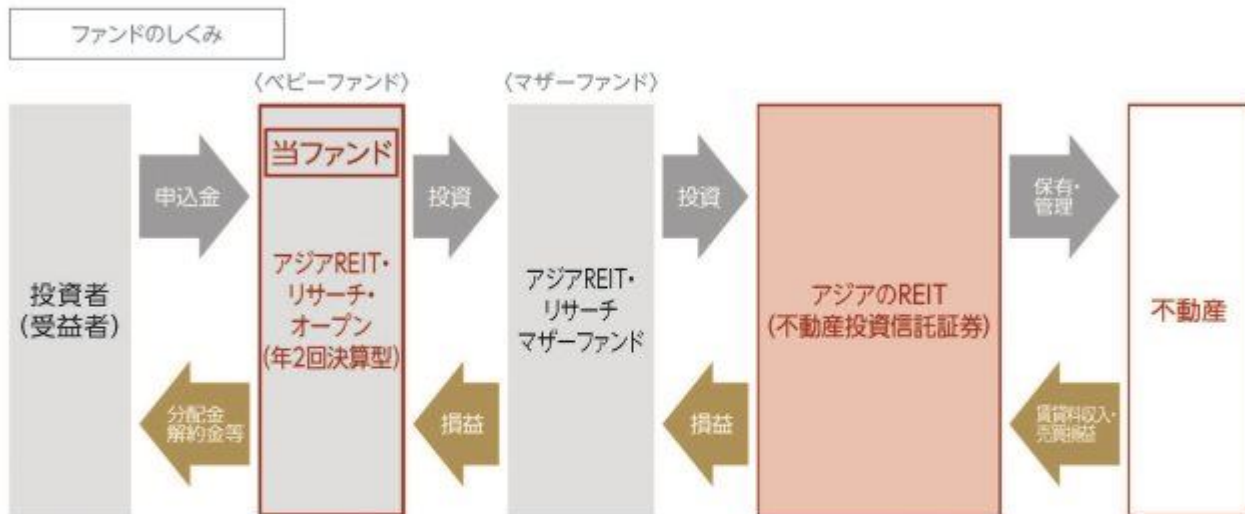 ファンドのしくみ
〈ベビーファンド〉
〈マザーファンド〉
投資者
(受益者)
申込金
分配金
解約金等
当ファンド
アジアREIT・
リサーチ・
オープン
(年2回決算型)
投資
損益
アジアREIT・
リサーチ
マザーファンド
投資
損益
アジアのREIT
(不動産投資信託証券)
保有・
管理
賃貸料収入・
売買損益
不動産